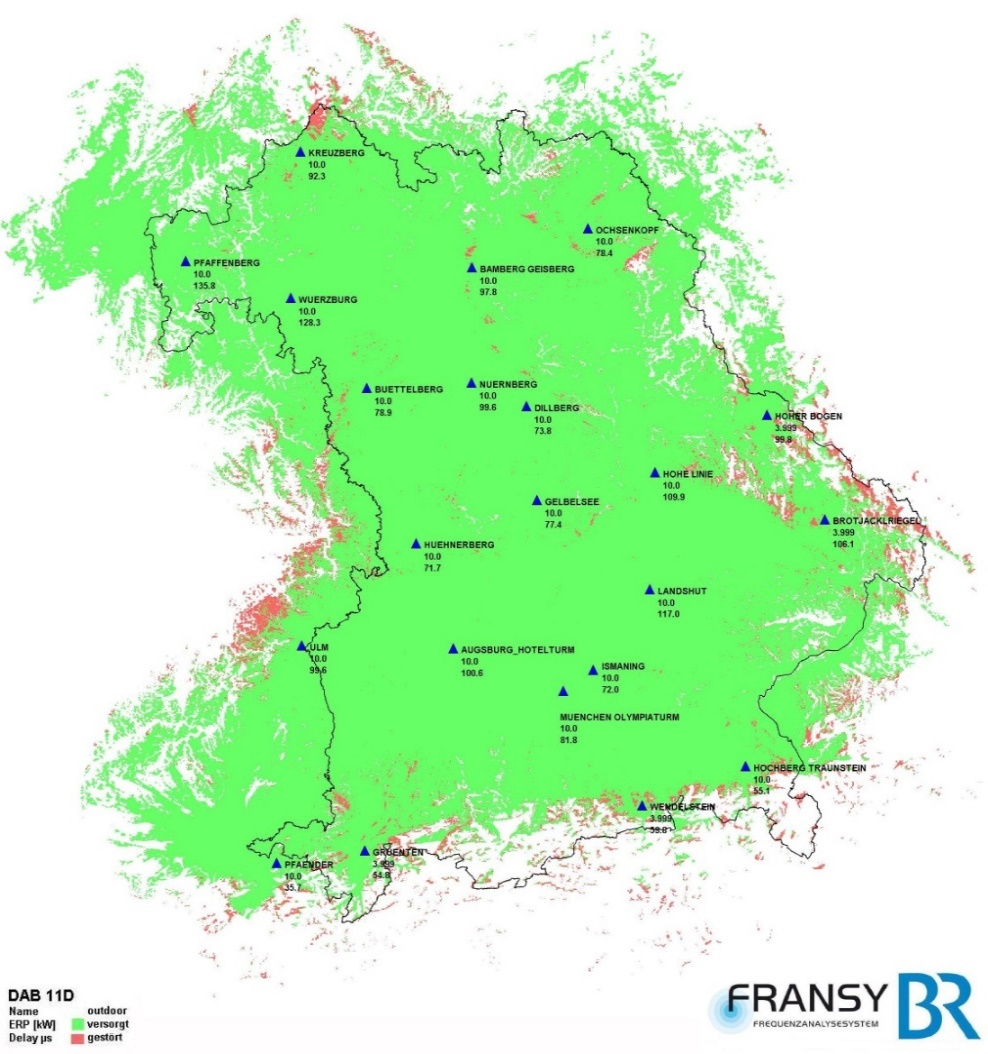 KREUZBERG
10.0
92.3
OCHSENKOPF
10.0
78.4
PFAFFENBERG
10.0
135.8
BAMBERG GEISBERG
10.0
97.8
WUERZBURG
10.0
128.3
BUETTELBERG
10.0
78.9
NUERNBERG
10.0
99.6
DILLBERG
10.0
73.8
HOHER BOGEN
3.999
99.8
HOHE LINIE
10.0
109.9
GELBELSEE
10.0
77.4
BROTJACKLRIEGEL
3.999
106.1
HUEHNERBERG
10.0
71.7
LANDSHUT
10.0
117.0
ULM
10.0
99.6
AUGSBURG_HOTELTURM
10.0
100.6
ISMANING
10.0
72.0
MUENCHEN OLYMPIATURM
10.0
81.8
HOCHBERG TRAUNSTEIN
10.0
55.1
WENDELSTEIN
3.999
GRUENTEN
3.999
54.8
PFAENDER
10.0
35.7
DAB 11D
Name outdoor
ERP [kW] versorgt
Delay µs gestört
FRANSY
FREQUENZANALYSESYSTEM
BR